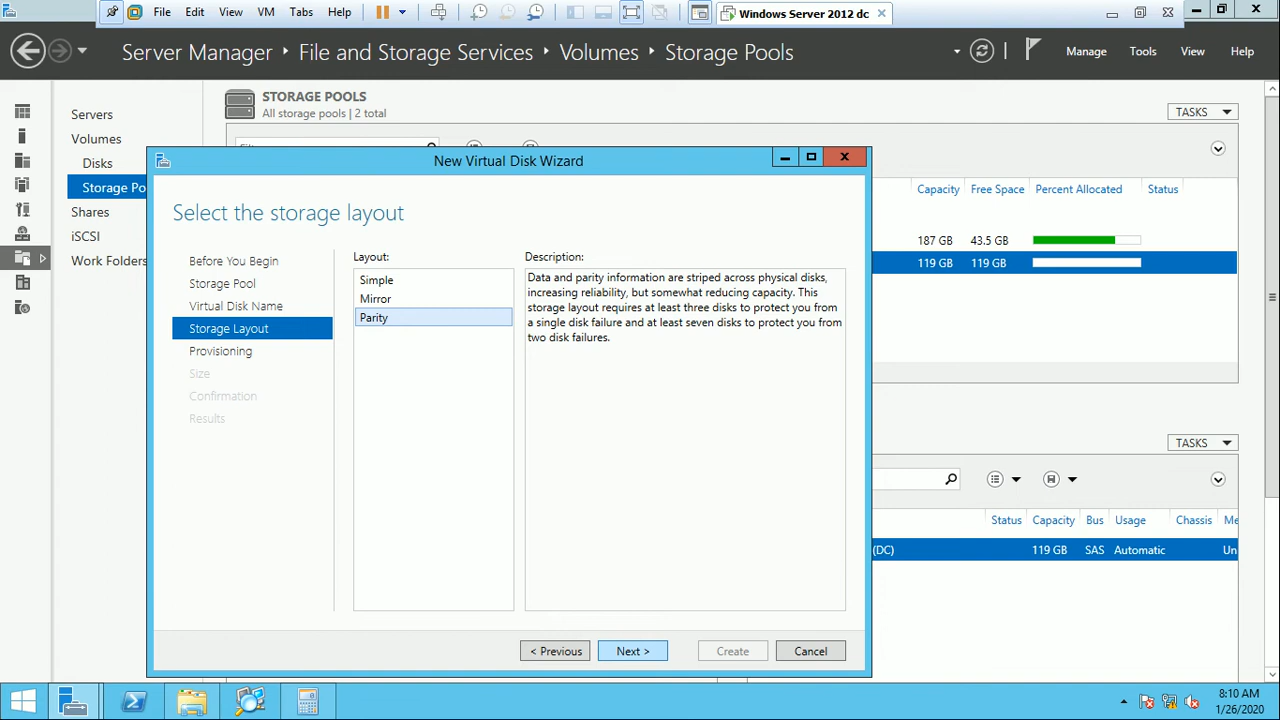 File Edit View VM Tabs Help Windows Server 2012 dc
Server Manager File and Storage Services Volumes Storage Pools Manage Tools View Help
Servers
Volumes
Disks
Storage Po
Shares
iSCSI
Work Folders
STORAGE POOLS
All storage pools | 2 total
TASKS
Capacity Free Space Percent Allocated Status
187 GB 43.5 GB
119 GB 119 GB
New Virtual Disk Wizard
Select the storage layout
Before You Begin
Storage Pool
Virtual Disk Name
Storage Layout
Provisioning
Size
Confirmation
Results
Layout:
Simple
Mirror
Parity
Description:
Data and parity information are striped across physical disks,
increasing reliability, but somewhat reducing capacity. This
storage layout requires at least three disks to protect you from
a single disk failure and at least seven disks to protect you from
two disk failures.
< Previous Next > Create Cancel
TASKS
Status Capacity Bus Usage Chassis Me
(DC) 119 GB SAS Automatic Un
8:10 AM
1/26/2020